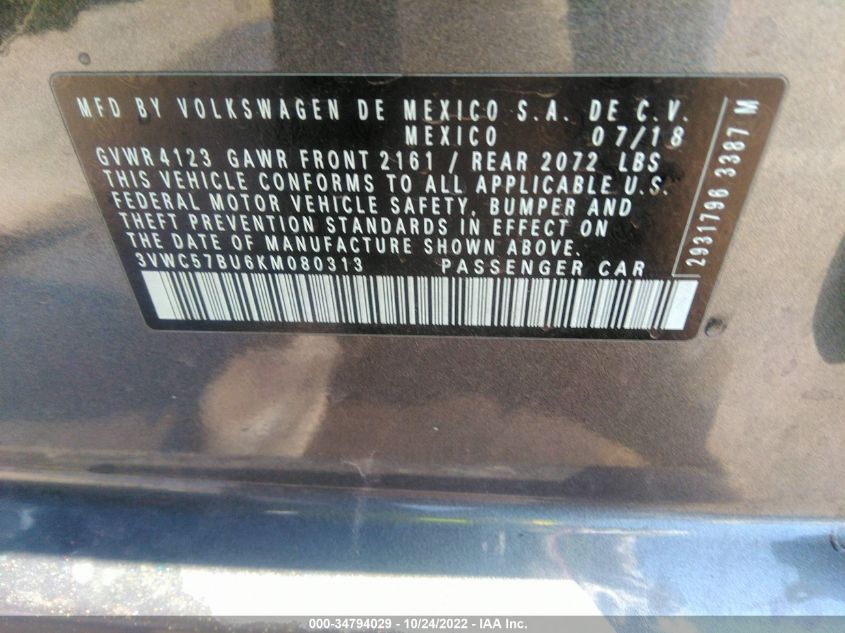 MFD BY VOLKSWAGEN DE MEXICO S.A. DE C.V.
MEXICO 07/18
GVWR 4123 GAWR FRONT 2161 / REAR 2072 LBS
THIS VEHICLE CONFORMS TO ALL APPLICABLE U.S.
FEDERAL MOTOR VEHICLE SAFETY, BUMPER AND
THEFT PREVENTION STANDARDS IN EFFECT ON
THE DATE OF MANUFACTURE SHOWN ABOVE.
3VWC57BU6KM080313 PASSENGER CAR
2931796 3387 M
000-34794029 - 10/24/2022 - IAA Inc.